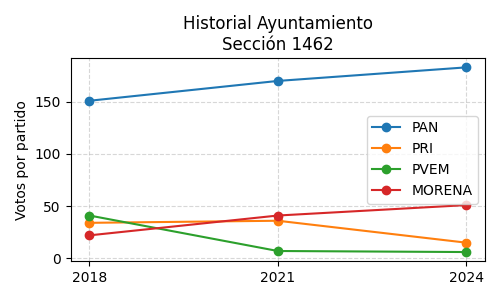 Historial Ayuntamiento
Sección 1462
Votos por partido
150
100
50
0
2018
2021
2024
PAN
PRI
PVEM
MORENA